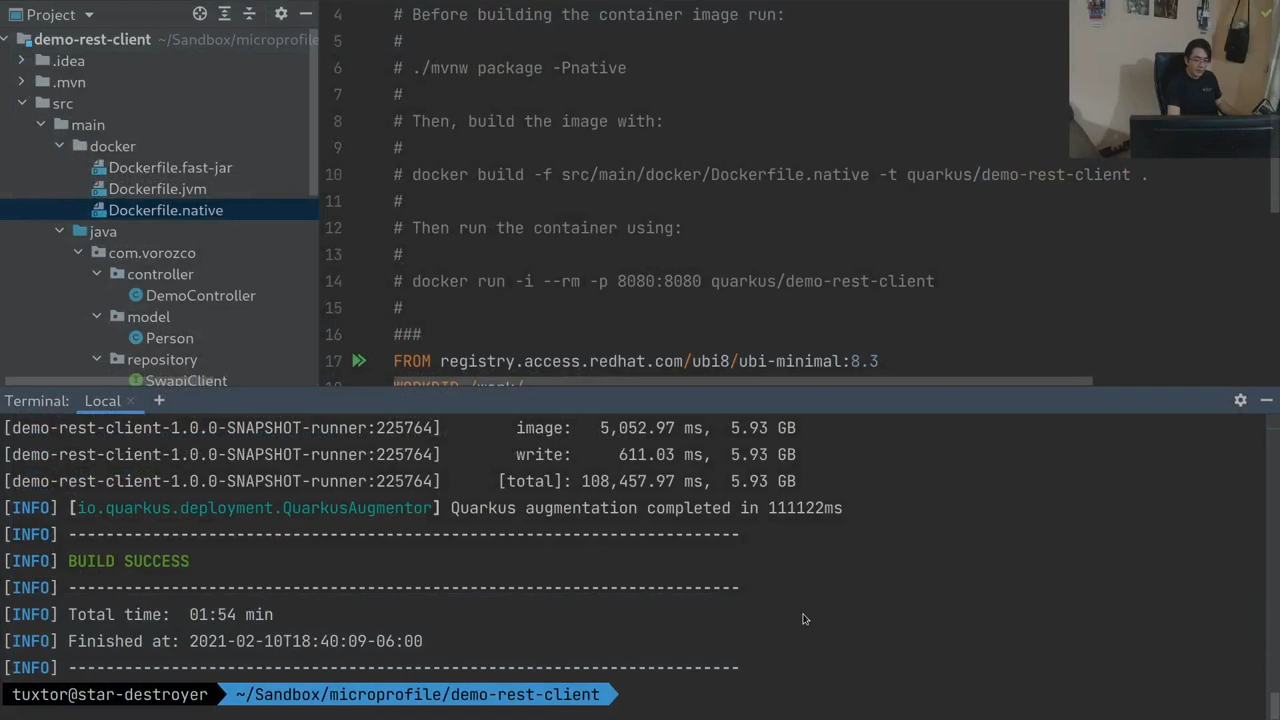 Project
demo-rest-client ~/Sandbox/microprofile
.idea
.mvn
src
main
docker
Dockerfile.fast-jar
Dockerfile.jvm
Dockerfile.native
java
com.vorozco
controller
DemoController
model
Person
repository
SwapiClient
4 # Before building the container image run:
5 #
6 # ./mvnw package -Pnative
7 #
8 # Then, build the image with:
9 #
10 # docker build -f src/main/docker/Dockerfile.native -t quarkus/demo-rest-client .
11 #
12 # Then run the container using:
13 #
14 # docker run -i --rm -p 8080:8080 quarkus/demo-rest-client
15 #
16 ###
17 FROM registry.access.redhat.com/ubi8/ubi-minimal:8.3
18 WORKDIR /work/
Terminal: Local × +
[demo-rest-client-1.0.0-SNAPSHOT-runner:225764] image: 5,052.97 ms, 5.93 GB
[demo-rest-client-1.0.0-SNAPSHOT-runner:225764] write: 611.03 ms, 5.93 GB
[demo-rest-client-1.0.0-SNAPSHOT-runner:225764] [total]: 108,457.97 ms, 5.93 GB
[INFO] [io.quarkus.deployment.QuarkusAugmentor] Quarkus augmentation completed in 111122ms
[INFO] ------------------------------------------------------------------------
[INFO] BUILD SUCCESS
[INFO] ------------------------------------------------------------------------
[INFO] Total time:  01:54 min
[INFO] Finished at: 2021-02-10T18:40:09-06:00
[INFO] ------------------------------------------------------------------------
tuxtor@star-destroyer ~/Sandbox/microprofile/demo-rest-client